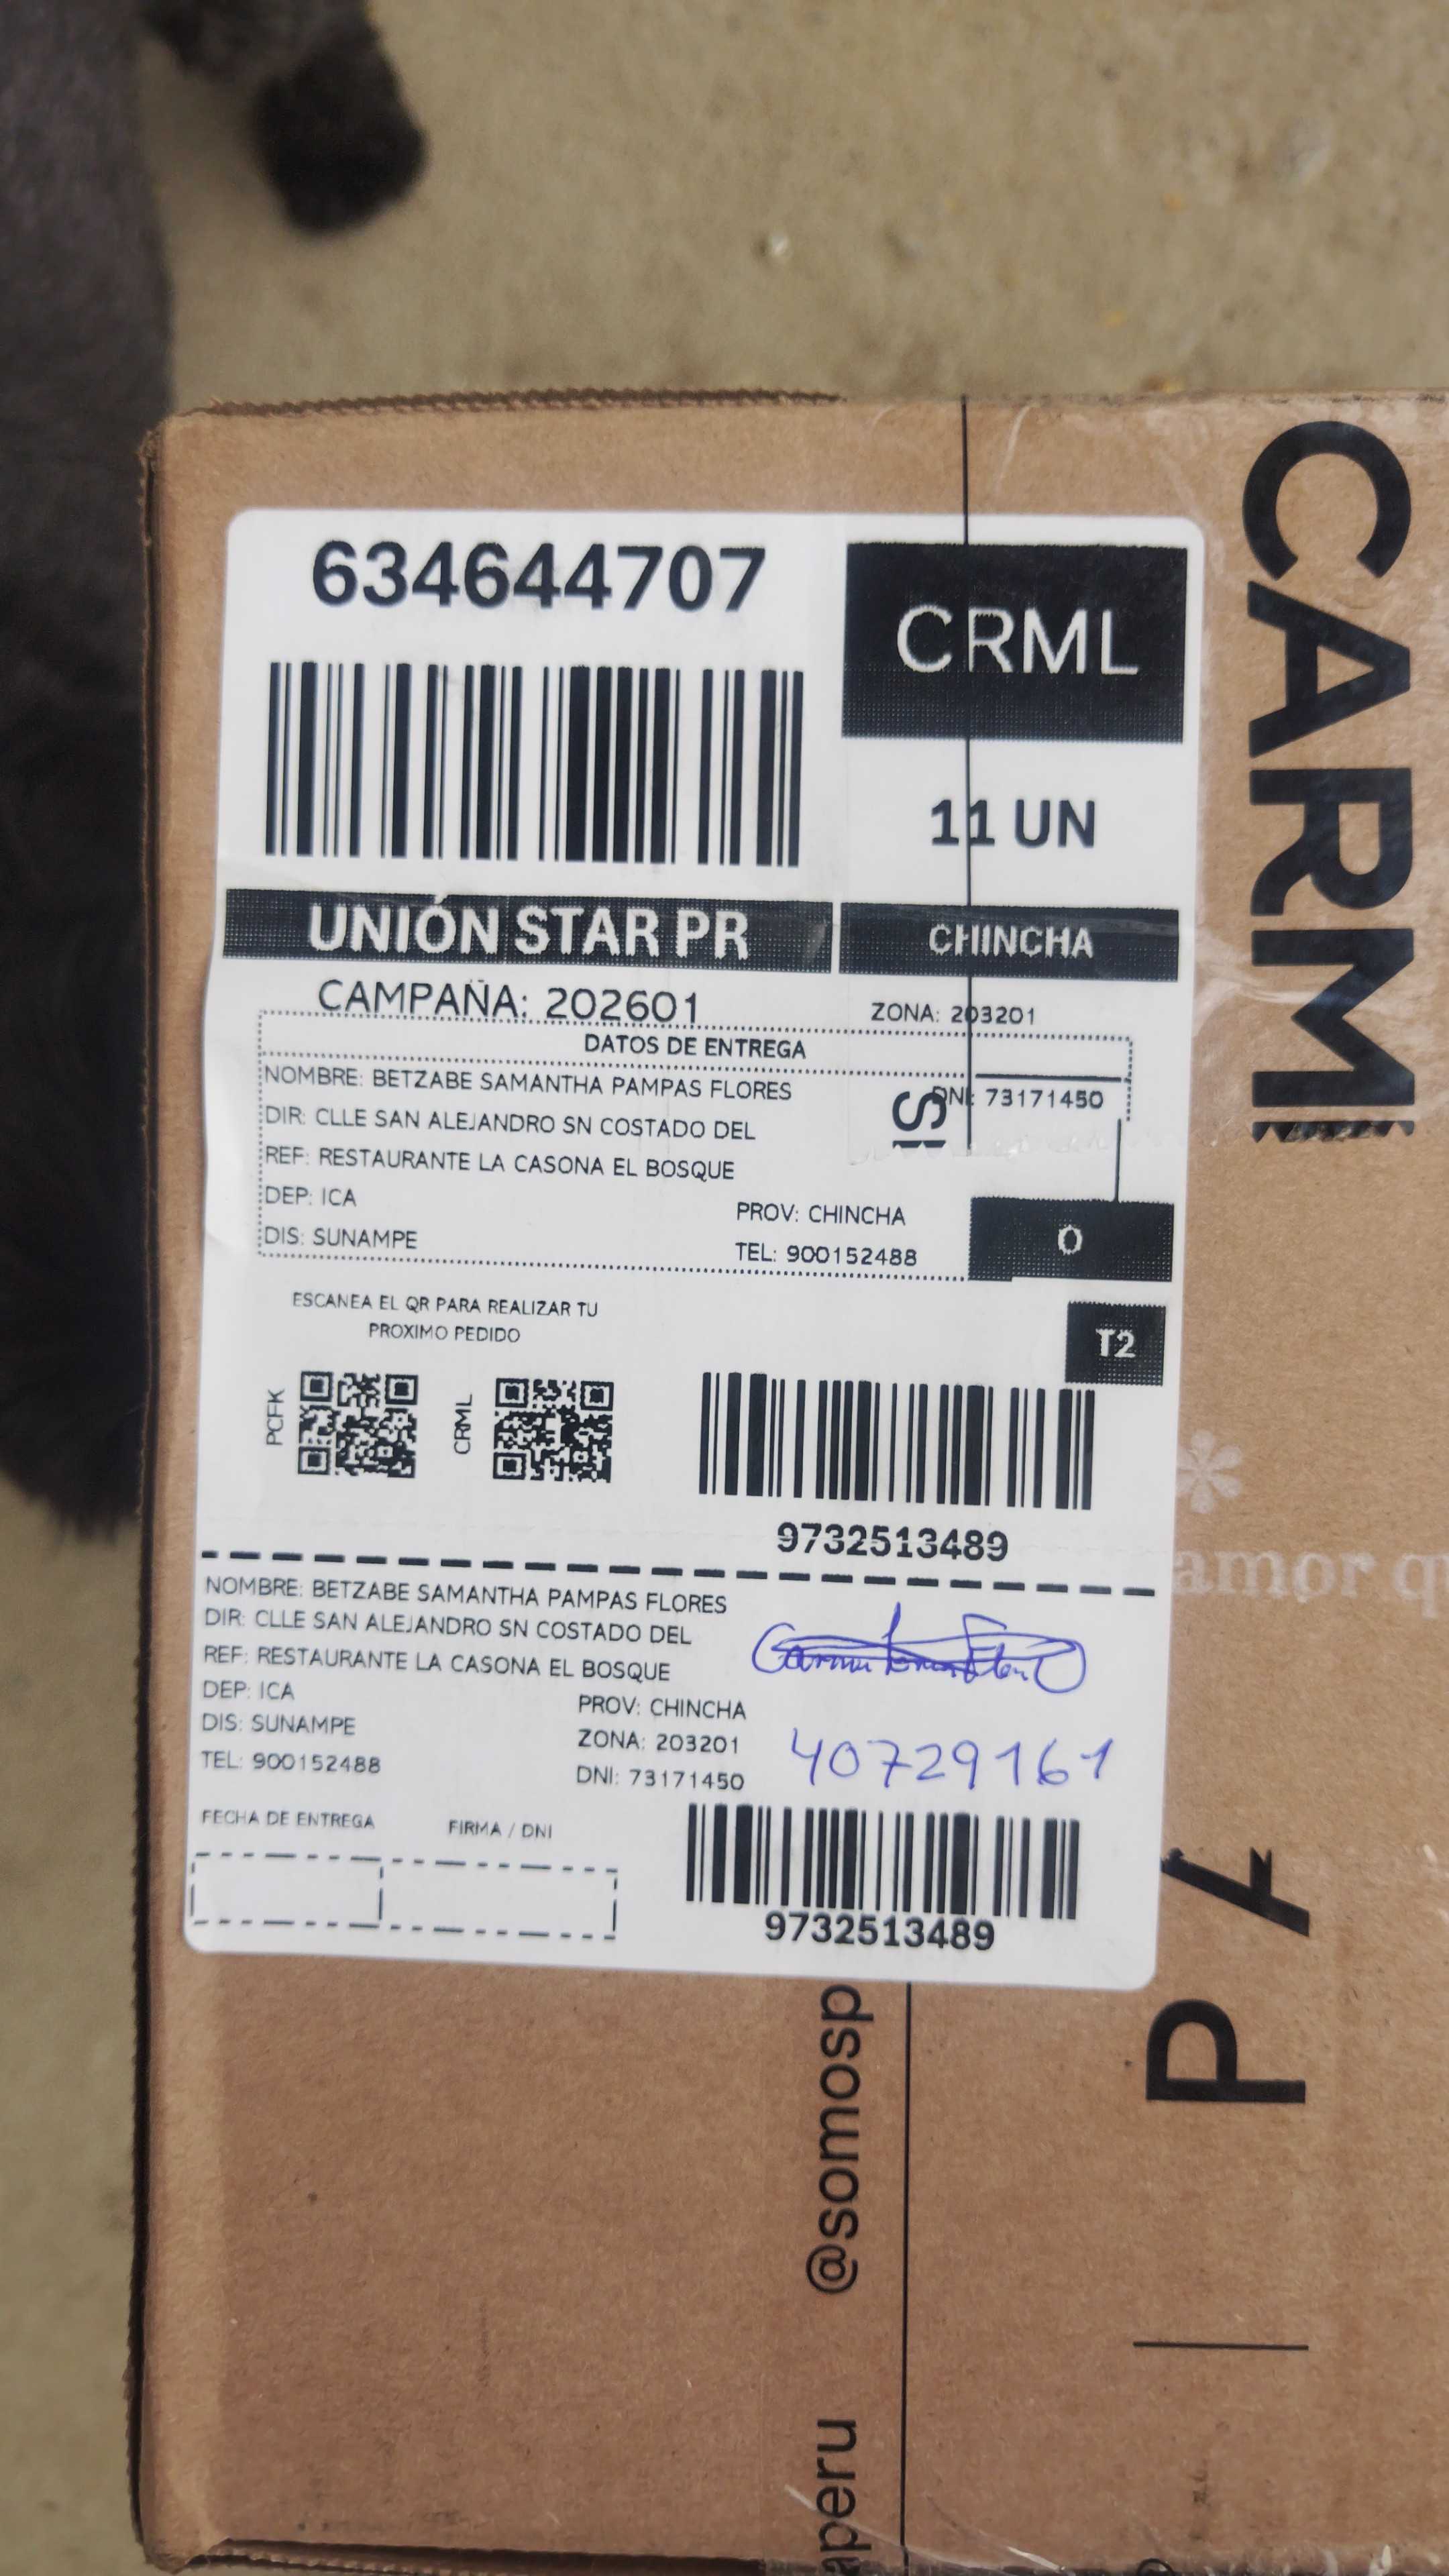 634644707
CRML
11 UN
UNIÓN STAR PR
CHINCHA
CAMPAÑA: 202601
ZONA: 203201
DATOS DE ENTREGA
NOMBRE: BETZABE SAMANTHA PAMPAS FLORES
DNI: 73171450
DIR: CLLE SAN ALEJANDRO SN COSTADO DEL
REF: RESTAURANTE LA CASONA EL BOSQUE
DEP: ICA
PROV: CHINCHA
DIS: SUNAMPE
TEL: 900152488
O
ESCANEA EL QR PARA REALIZAR TU
PROXIMO PEDIDO
T2
PCFK
CRML
9732513489
NOMBRE: BETZABE SAMANTHA PAMPAS FLORES
DIR: CLLE SAN ALEJANDRO SN COSTADO DEL
REF: RESTAURANTE LA CASONA EL BOSQUE
DEP: ICA
PROV: CHINCHA
DIS: SUNAMPE
ZONA: 203201
TEL: 900152488
DNI: 73171450
40729161
FECHA DE ENTREGA
FIRMA / DNI
9732513489
CARM
amor q
@somosp
aperu